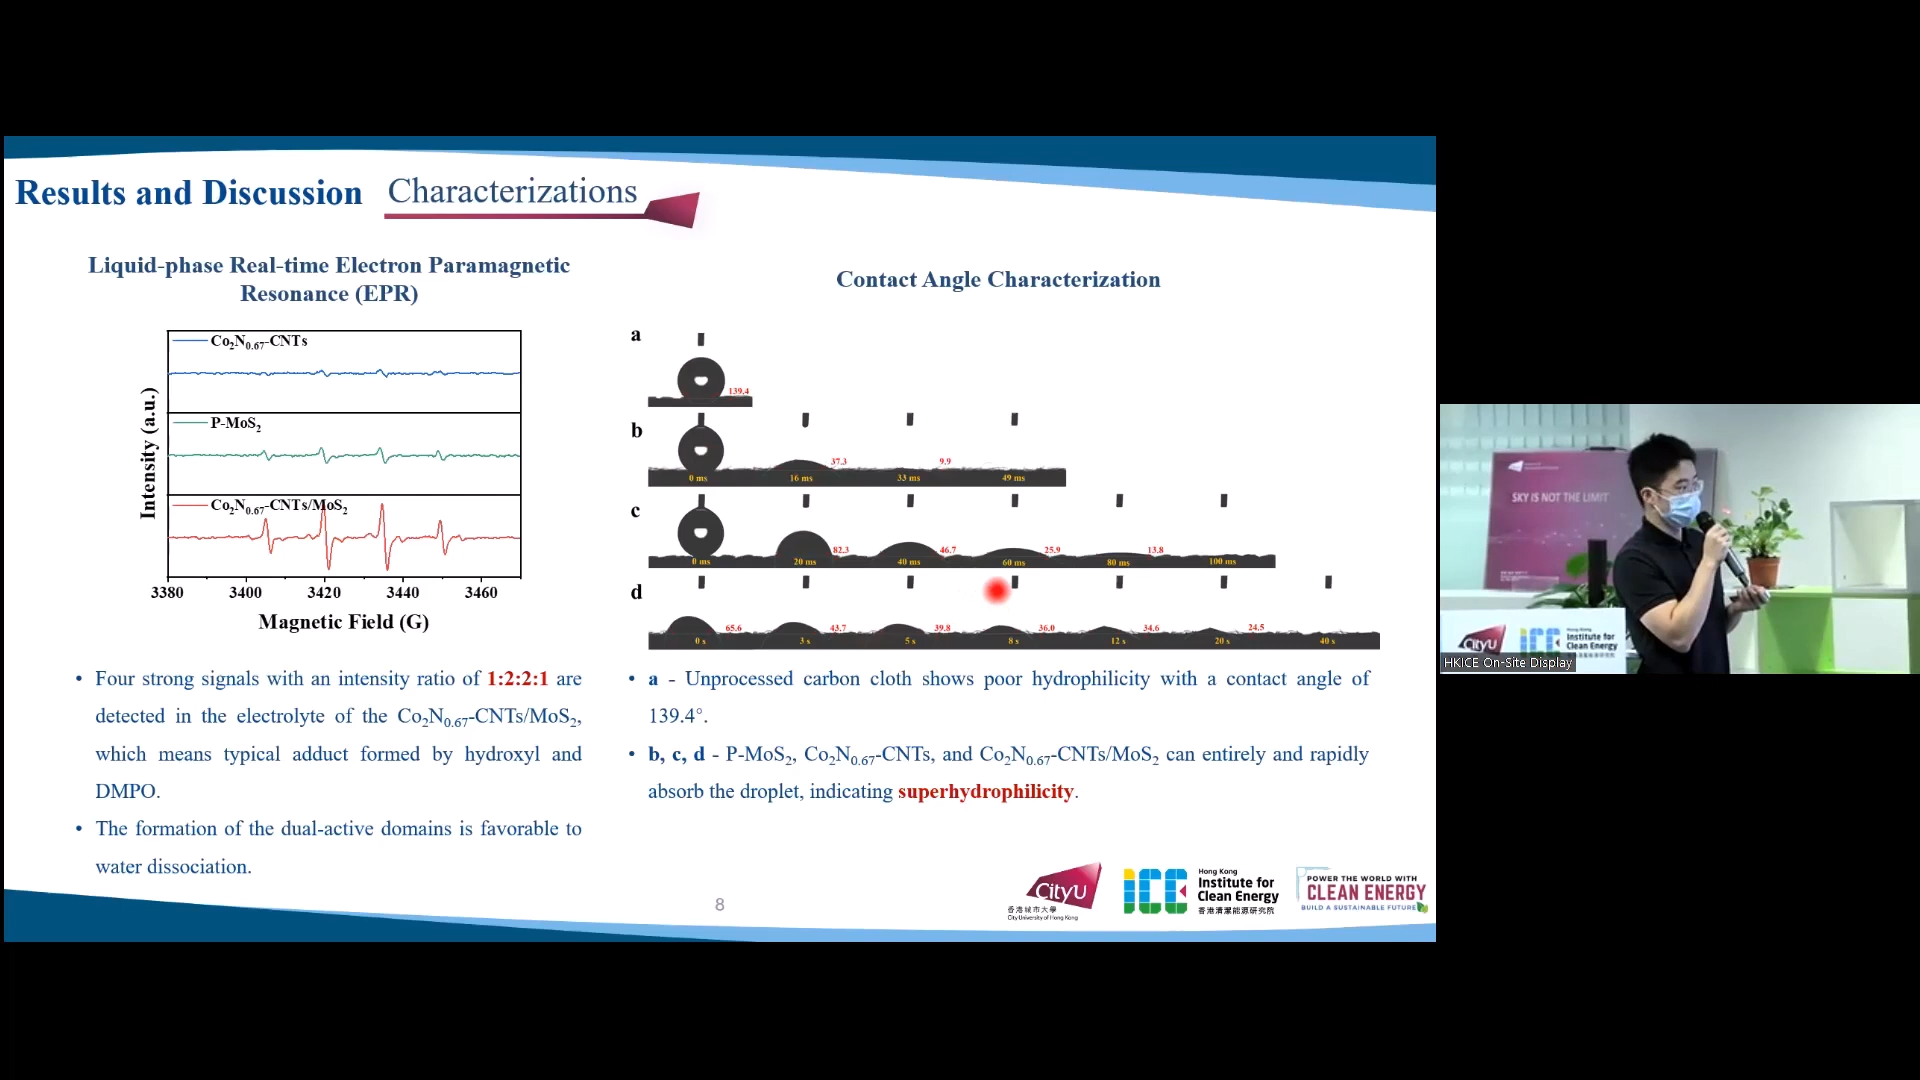 Results and Discussion Characterizations
Liquid-phase Real-time Electron Paramagnetic
Resonance (EPR)
Intensity (a.u.)
Co₂N₀.₆₇-CNTs
P-MoS₂
Co₂N₀.₆₇-CNTs/MoS₂
3380 3400 3420 3440 3460
Magnetic Field (G)
• Four strong signals with an intensity ratio of 1:2:2:1 are
detected in the electrolyte of the Co₂N₀.₆₇-CNTs/MoS₂,
which means typical adduct formed by hydroxyl and
DMPO.
• The formation of the dual-active domains is favorable to
water dissociation.
Contact Angle Characterization
a
139.4
b
37.3 9.9
0 ms 16 ms 33 ms 49 ms
c
82.3 46.7 25.9 13.8
0 ms 20 ms 40 ms 60 ms 80 ms 100 ms
d
65.6 43.7 39.8 36.0 34.6 24.5
0 s 3 s 5 s 8 s 12 s 20 s 40 s
• a - Unprocessed carbon cloth shows poor hydrophilicity with a contact angle of
139.4°.
• b, c, d - P-MoS₂, Co₂N₀.₆₇-CNTs, and Co₂N₀.₆₇-CNTs/MoS₂ can entirely and rapidly
absorb the droplet, indicating superhydrophilicity.
8
CityU
香港城市大學
City University of Hong Kong
ICE
Hong Kong
Institute for
Clean Energy
香港清潔能源研究院
POWER THE WORLD WITH
CLEAN ENERGY
BUILD A SUSTAINABLE FUTURE
SKY IS NOT THE LIMIT
CityU
ICE
Hong Kong
Institute for
Clean Energy
HKICE On-Site Display